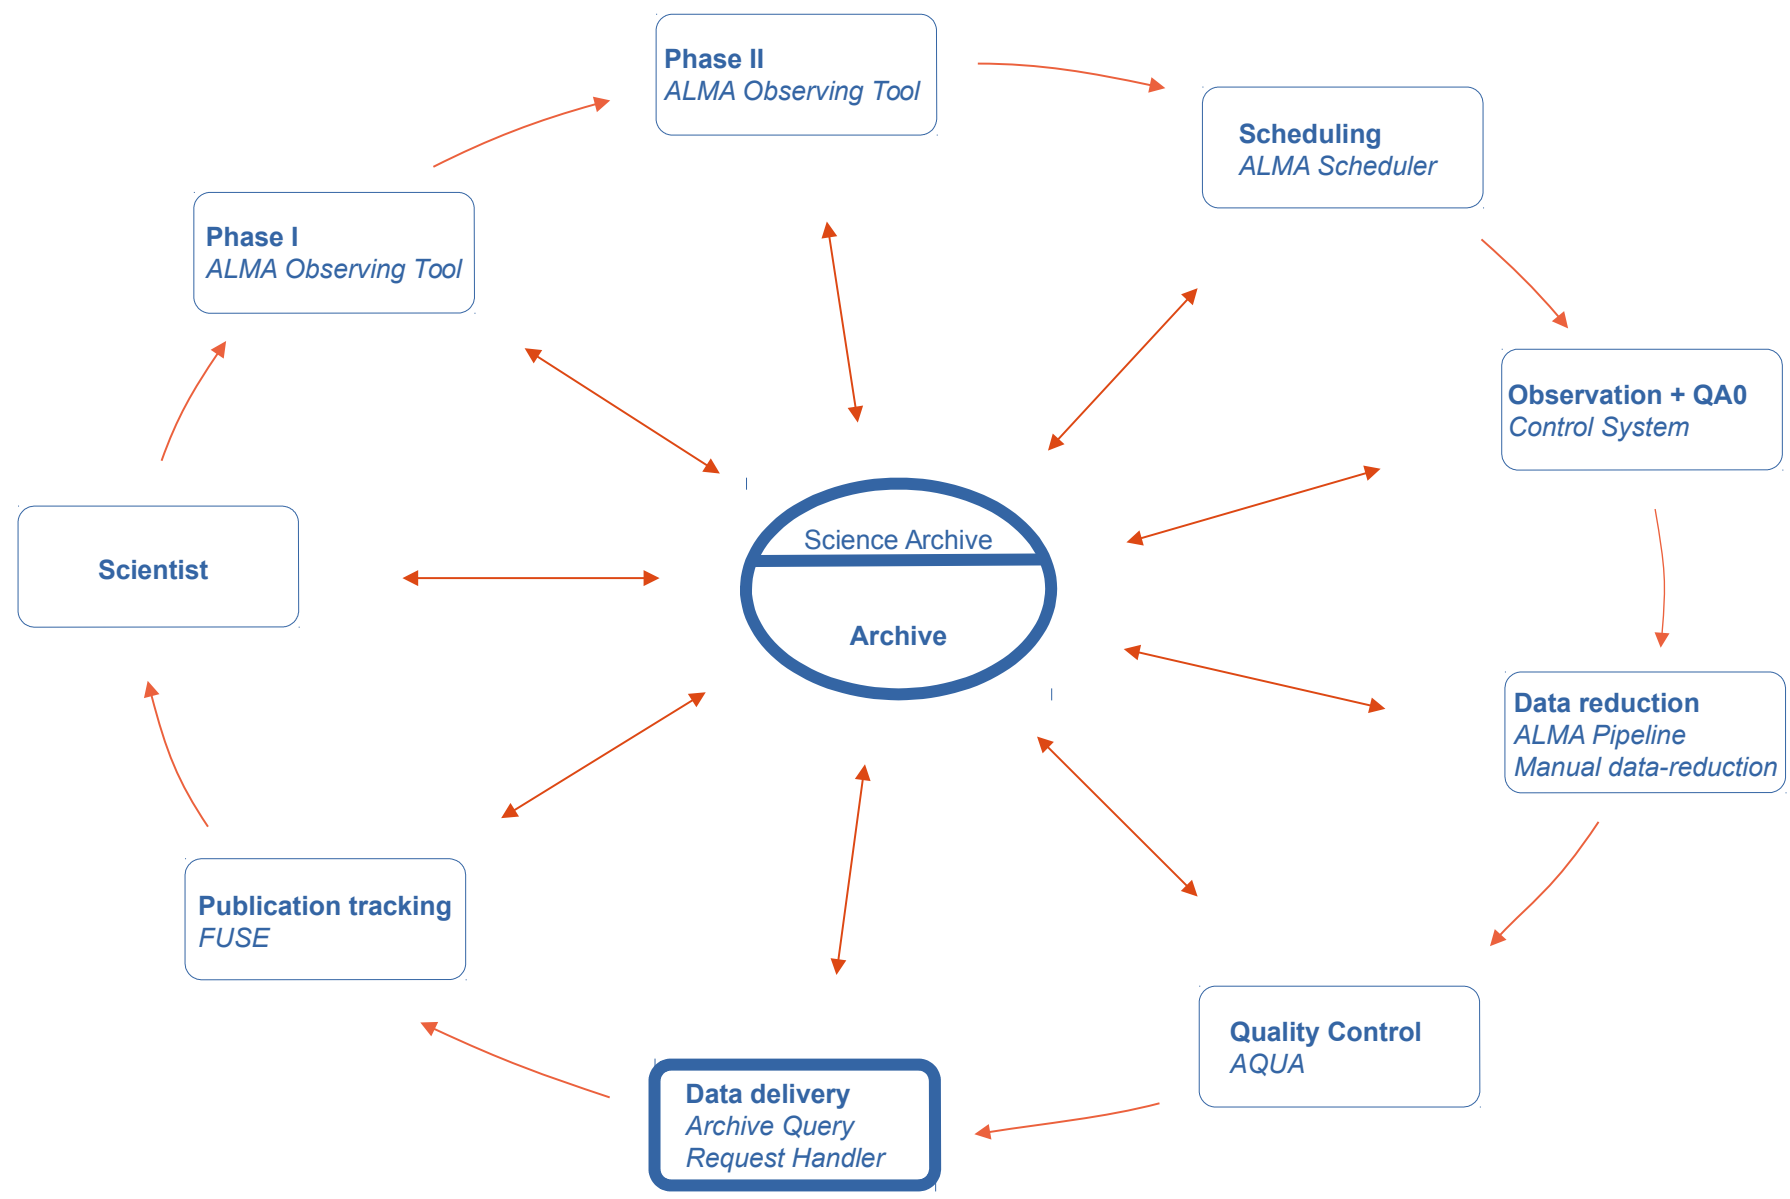 Phase II
ALMA Observing Tool
Scheduling
ALMA Scheduler
Phase I
ALMA Observing Tool
Observation + QA0
Control System
Science Archive
Scientist
Archive
Data reduction
ALMA Pipeline
Manual data-reduction
Publication tracking
FUSE
Quality Control
AQUA
Data delivery
Archive Query
Request Handler